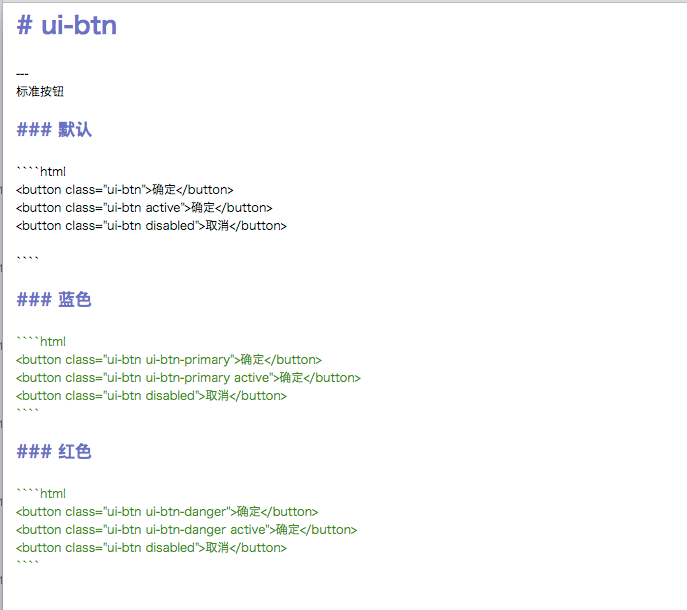 # ui-btn
---
标准按钮
### 默认
````html
<button class="ui-btn">确定</button>
<button class="ui-btn active">确定</button>
<button class="ui-btn disabled">取消</button>
````
### 蓝色
````html
<button class="ui-btn ui-btn-primary">确定</button>
<button class="ui-btn ui-btn-primary active">确定</button>
<button class="ui-btn disabled">取消</button>
````
### 红色
````html
<button class="ui-btn ui-btn-danger">确定</button>
<button class="ui-btn ui-btn-danger active">确定</button>
<button class="ui-btn disabled">取消</button>
````